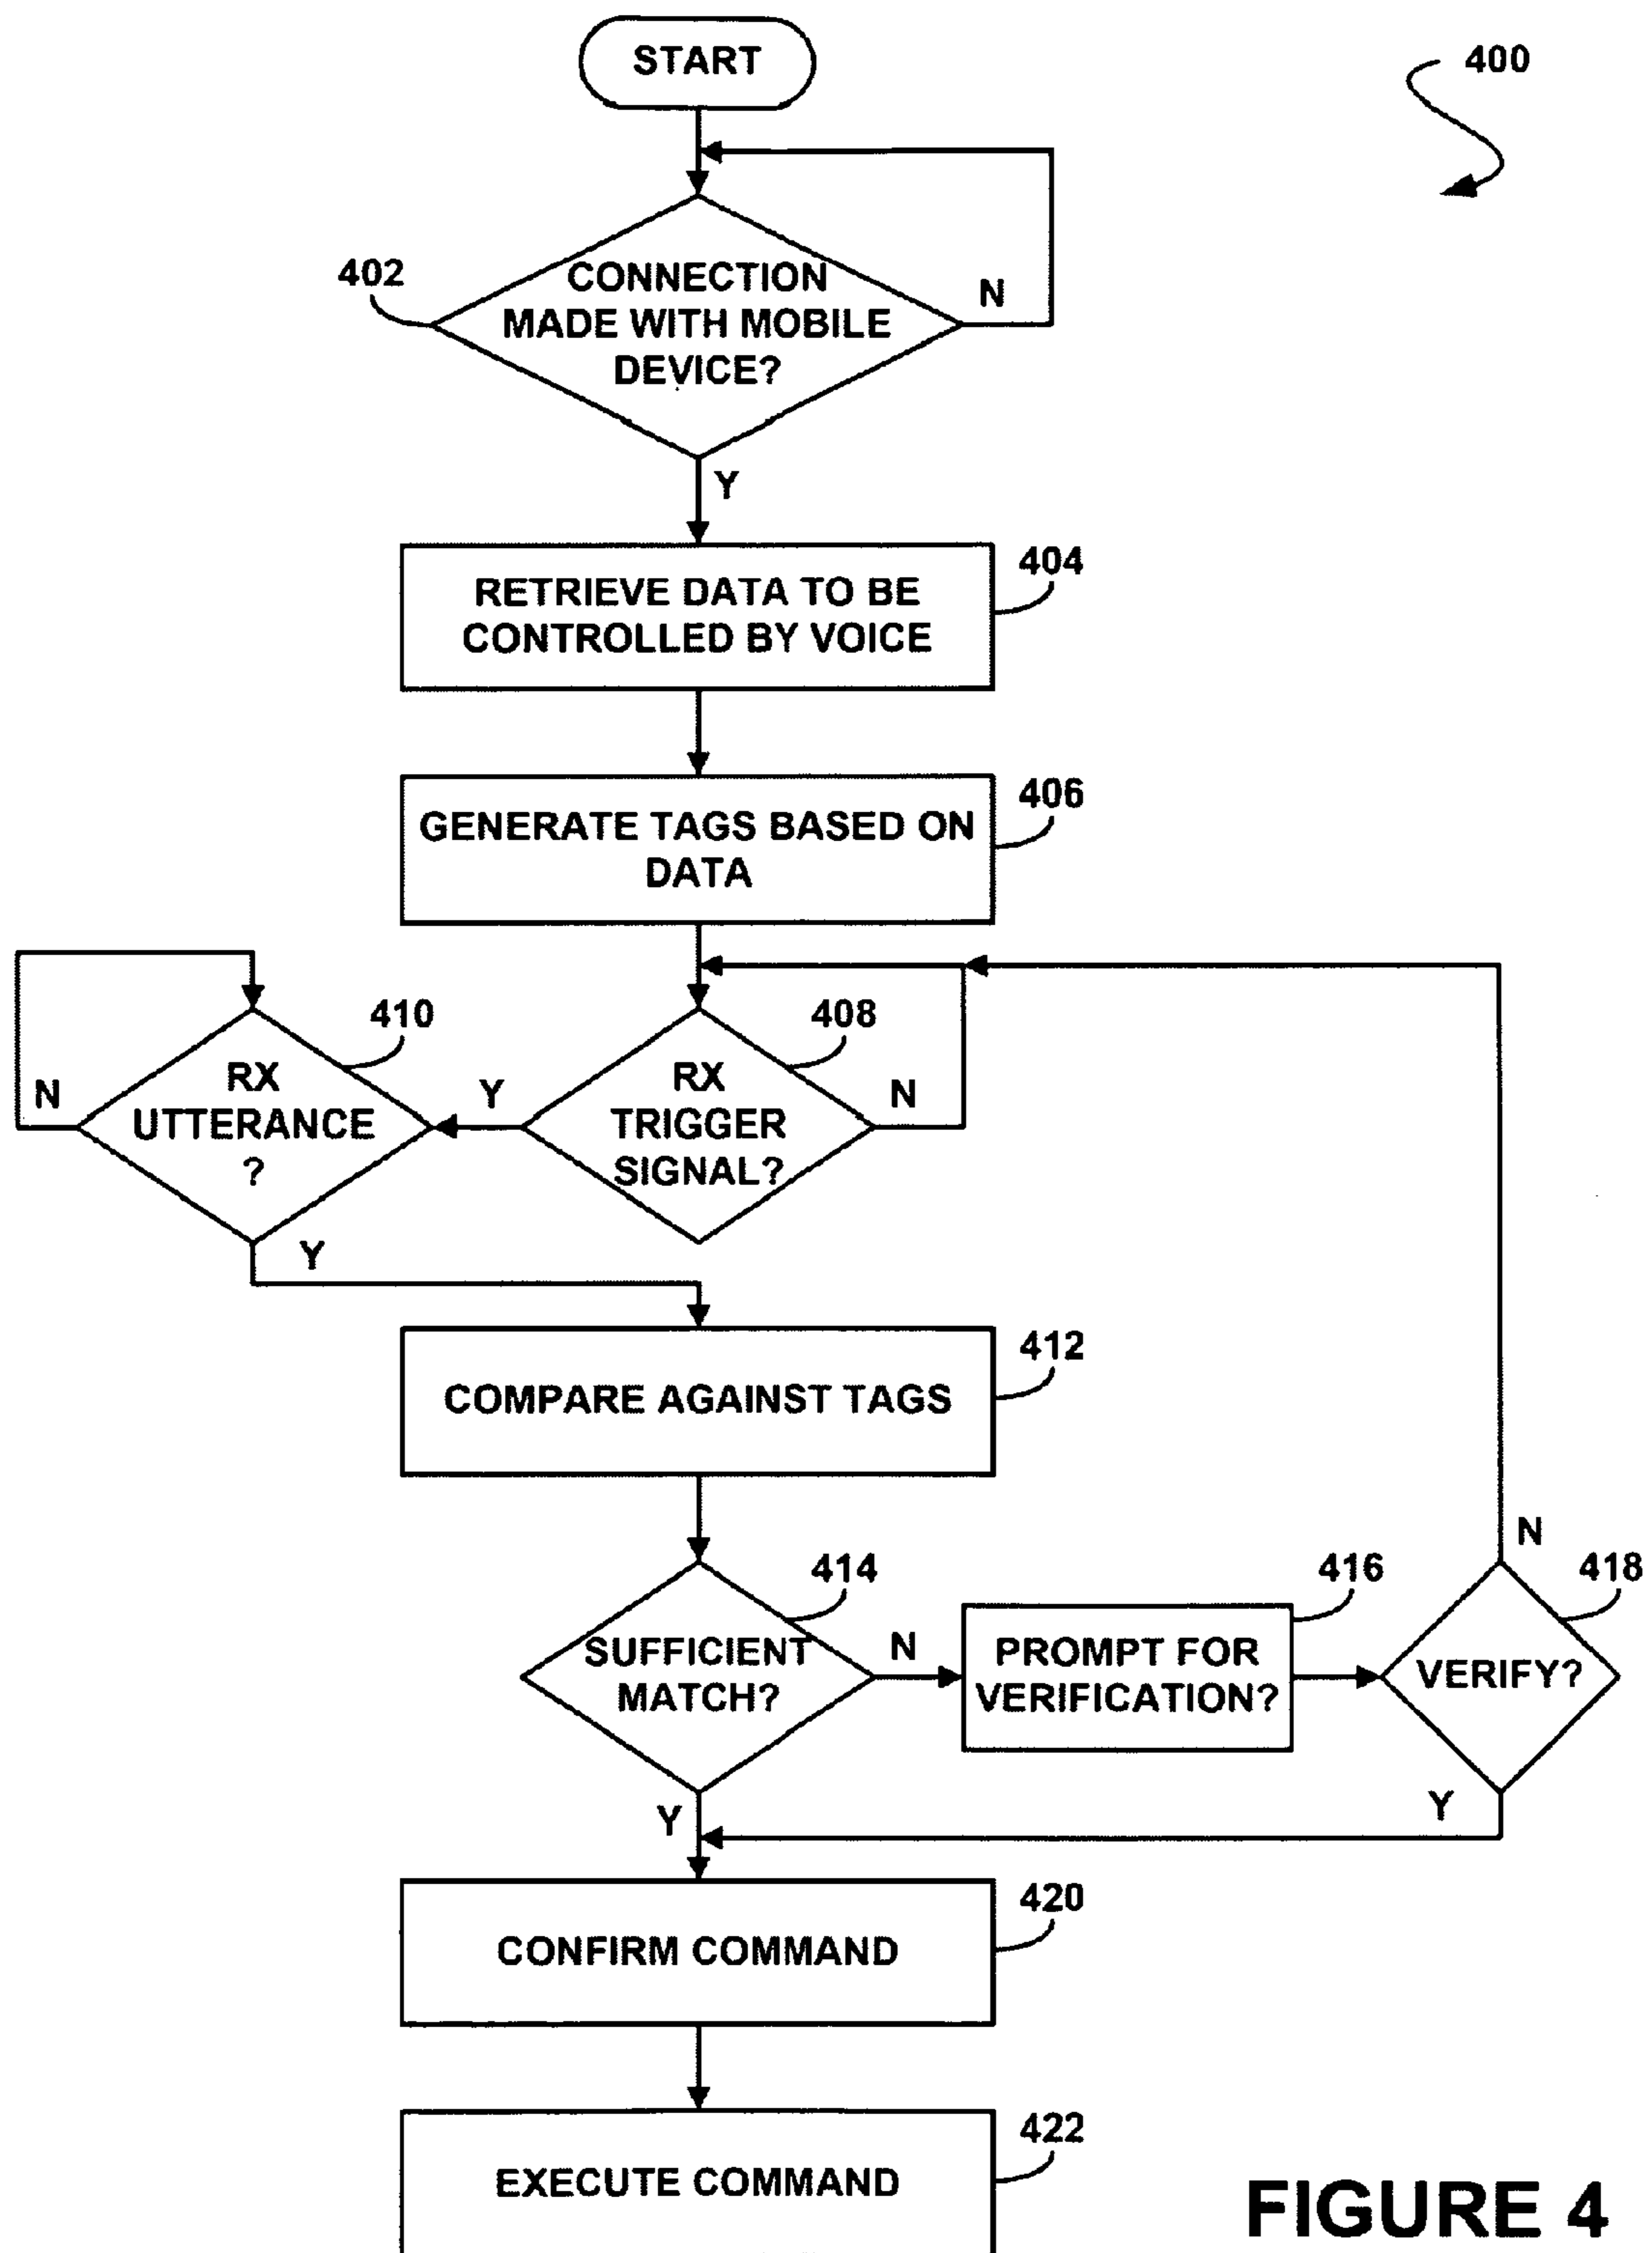 START
400
402
CONNECTION
MADE WITH MOBILE
DEVICE?
N
Y
404
RETRIEVE DATA TO BE
CONTROLLED BY VOICE
406
GENERATE TAGS BASED ON
DATA
410
408
N
RX
UTTERANCE
?
Y
RX
TRIGGER
SIGNAL?
N
Y
412
COMPARE AGAINST TAGS
N
414
416
418
SUFFICIENT
MATCH?
N
PROMPT FOR
VERIFICATION?
VERIFY?
Y
Y
420
CONFIRM COMMAND
422
EXECUTE COMMAND
FIGURE 4